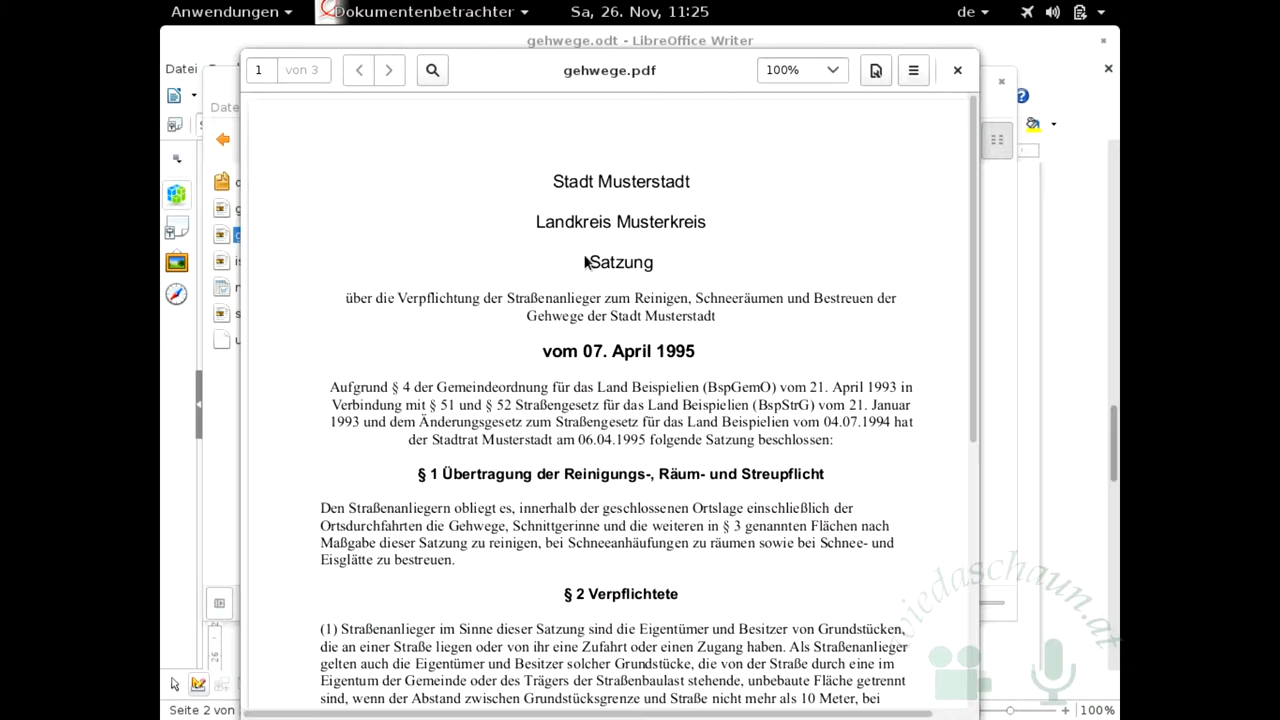 Anwendungen
Dokumentenbetrachter
Sa, 26. Nov, 11:25
de
gehwege.odt - LibreOffice Writer
Datei
Date
1 von 3
gehwege.pdf
100%
Stadt Musterstadt
Landkreis Musterkreis
Satzung
über die Verpflichtung der Straßenanlieger zum Reinigen, Schneeräumen und Bestreuen der
Gehwege der Stadt Musterstadt
vom 07. April 1995
Aufgrund § 4 der Gemeindeordnung für das Land Beispielien (BspGemO) vom 21. April 1993 in
Verbindung mit § 51 und § 52 Straßengesetz für das Land Beispielien (BspStrG) vom 21. Januar
1993 und dem Änderungsgesetz zum Straßengesetz für das Land Beispielien vom 04.07.1994 hat
der Stadtrat Musterstadt am 06.04.1995 folgende Satzung beschlossen:
§ 1 Übertragung der Reinigungs-, Räum- und Streupflicht
Den Straßenanliegern obliegt es, innerhalb der geschlossenen Ortslage einschließlich der
Ortsdurchfahrten die Gehwege, Schnittgerinne und die weiteren in § 3 genannten Flächen nach
Maßgabe dieser Satzung zu reinigen, bei Schneeanhäufungen zu räumen sowie bei Schnee- und
Eisglätte zu bestreuen.
§ 2 Verpflichtete
(1) Straßenanlieger im Sinne dieser Satzung sind die Eigentümer und Besitzer von Grundstücken,
die an einer Straße liegen oder von ihr eine Zufahrt oder einen Zugang haben. Als Straßenanlieger
gelten auch die Eigentümer und Besitzer solcher Grundstücke, die von der Straße durch eine im
Eigentum der Gemeinde oder des Trägers der Straßenbaulast stehende, unbebaute Fläche getrennt
sind, wenn der Abstand zwischen Grundstücksgrenze und Straße nicht mehr als 10 Meter, bei
wiedaschaun.at
26
Seite 2 von
100%